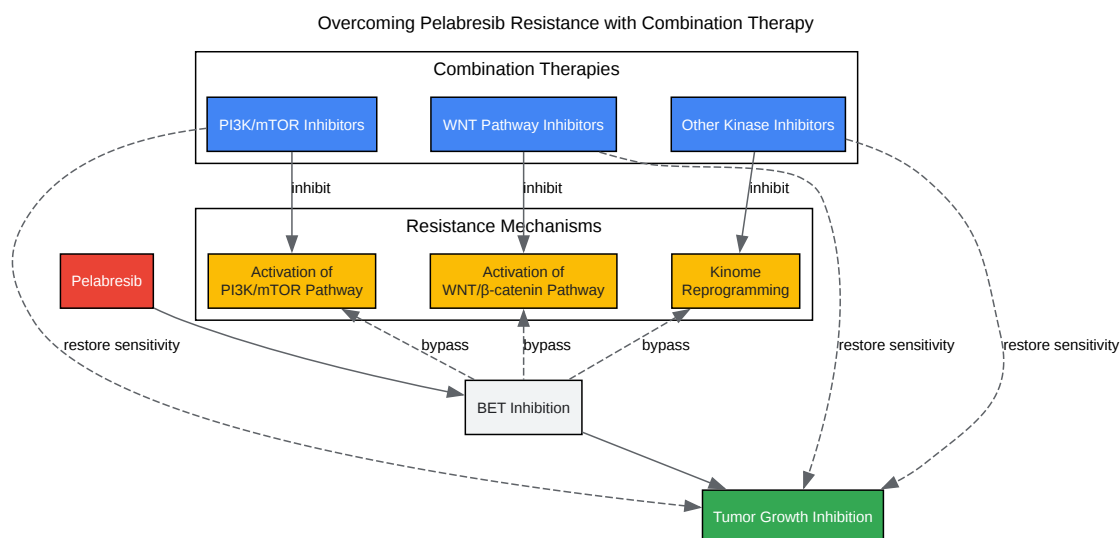 Overcoming Pelabresib Resistance with Combination Therapy
Combination Therapies
PI3K/mTOR Inhibitors
WNT Pathway Inhibitors
Other Kinase Inhibitors
inhibit
inhibit
inhibit
Resistance Mechanisms
Pelabresib
Activation of
PI3K/mTOR Pathway
Activation of
WNT/β-catenin Pathway
Kinome
Reprogramming
restore sensitivity
bypass
bypass
bypass
restore sensitivity
restore sensitivity
BET Inhibition
Tumor Growth Inhibition